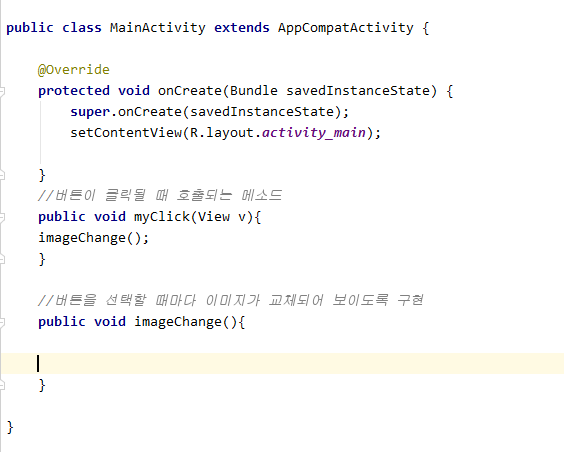 public class MainActivity extends AppCompatActivity {
@Override
protected void onCreate(Bundle savedInstanceState) {
super.onCreate(savedInstanceState);
setContentView(R.layout.activity_main);
}
//버튼이 클릭될 때 호출되는 메소드
public void myClick(View v){
imageChange();
}
//버튼을 선택할 때마다 이미지가 교체되어 보이도록 구현
public void imageChange(){
}
}